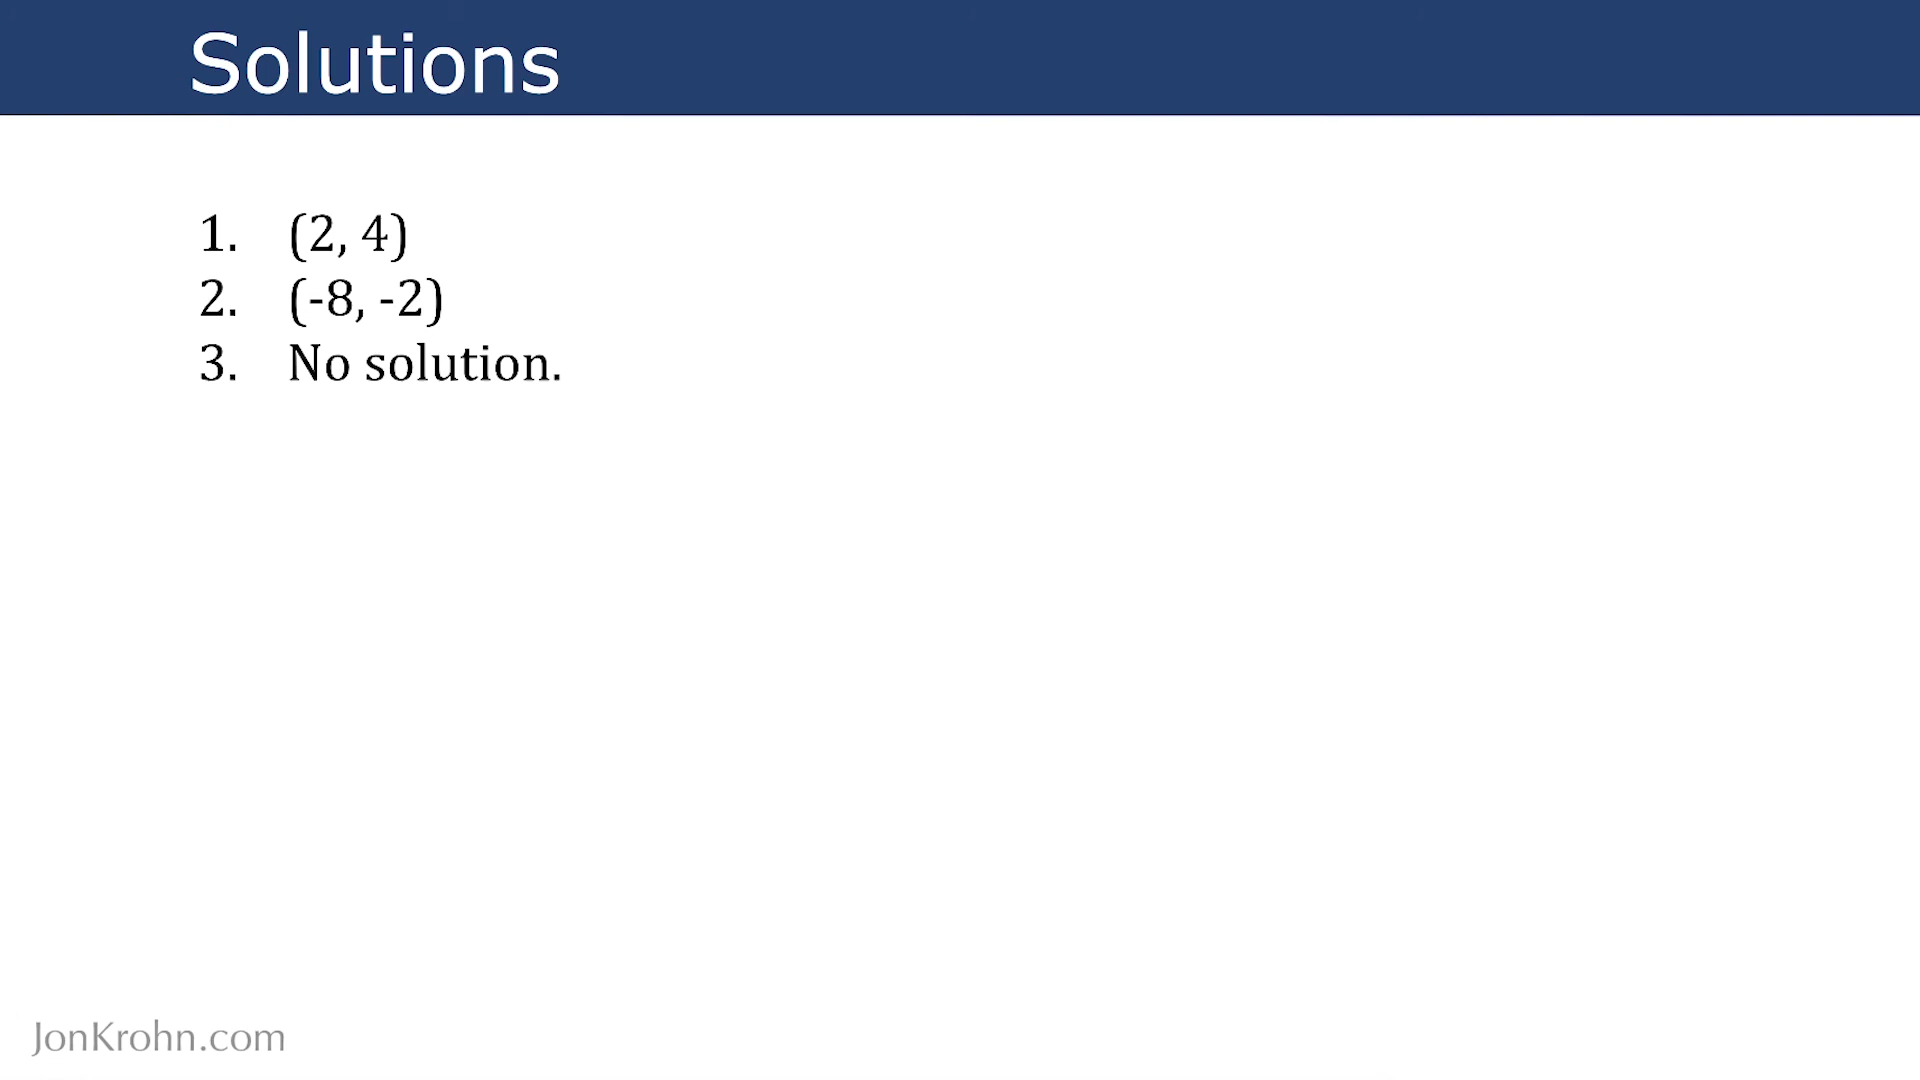 Solutions
1. (2, 4)
2. (-8, -2)
3. No solution.
JonKrohn.com